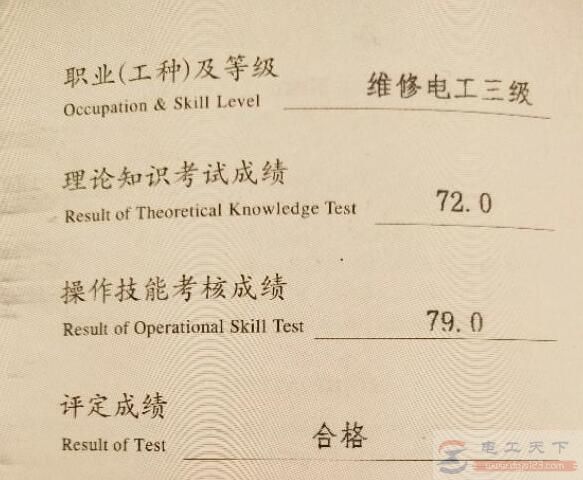 职业(工种)及等级 维修电工三级
Occupation & Skill Level
理论知识考试成绩
Result of Theoretical Knowledge Test 72.0
操作技能考核成绩
Result of Operational Skill Test 79.0
评定成绩
Result of Test 合格
电工天下
www.dgjs123.com